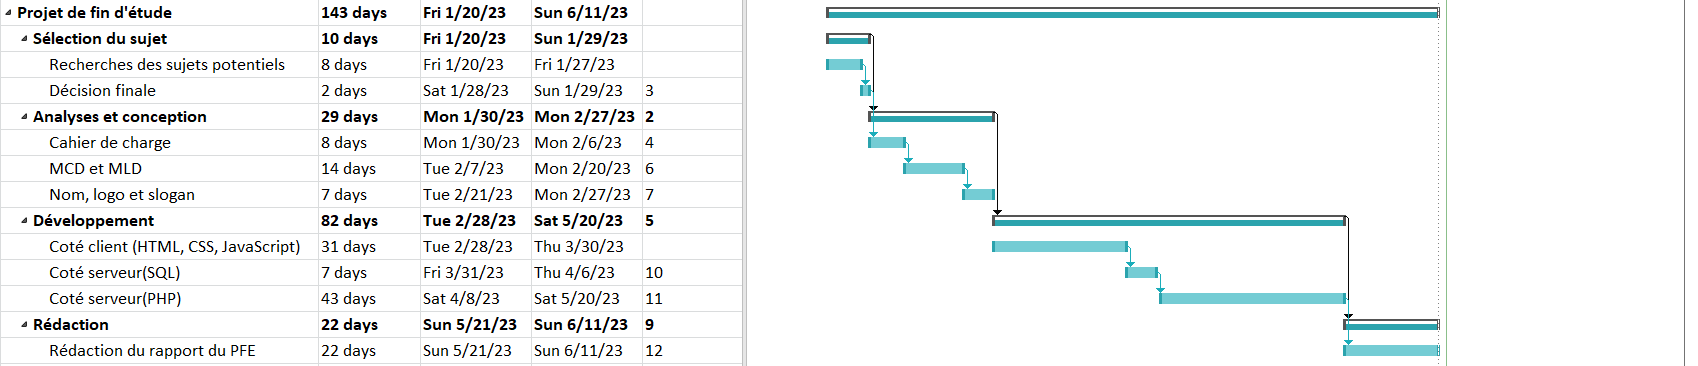 Projet de fin d'étude 143 days Fri 1/20/23 Sun 6/11/23
Sélection du sujet 10 days Fri 1/20/23 Sun 1/29/23
Recherches des sujets potentiels 8 days Fri 1/20/23 Fri 1/27/23
Décision finale 2 days Sat 1/28/23 Sun 1/29/23 3
Analyses et conception 29 days Mon 1/30/23 Mon 2/27/23 2
Cahier de charge 8 days Mon 1/30/23 Mon 2/6/23 4
MCD et MLD 14 days Tue 2/7/23 Mon 2/20/23 6
Nom, logo et slogan 7 days Tue 2/21/23 Mon 2/27/23 7
Développement 82 days Tue 2/28/23 Sat 5/20/23 5
Coté client (HTML, CSS, JavaScript) 31 days Tue 2/28/23 Thu 3/30/23
Coté serveur(SQL) 7 days Fri 3/31/23 Thu 4/6/23 10
Coté serveur(PHP) 43 days Sat 4/8/23 Sat 5/20/23 11
Rédaction 22 days Sun 5/21/23 Sun 6/11/23 9
Rédaction du rapport du PFE 22 days Sun 5/21/23 Sun 6/11/23 12